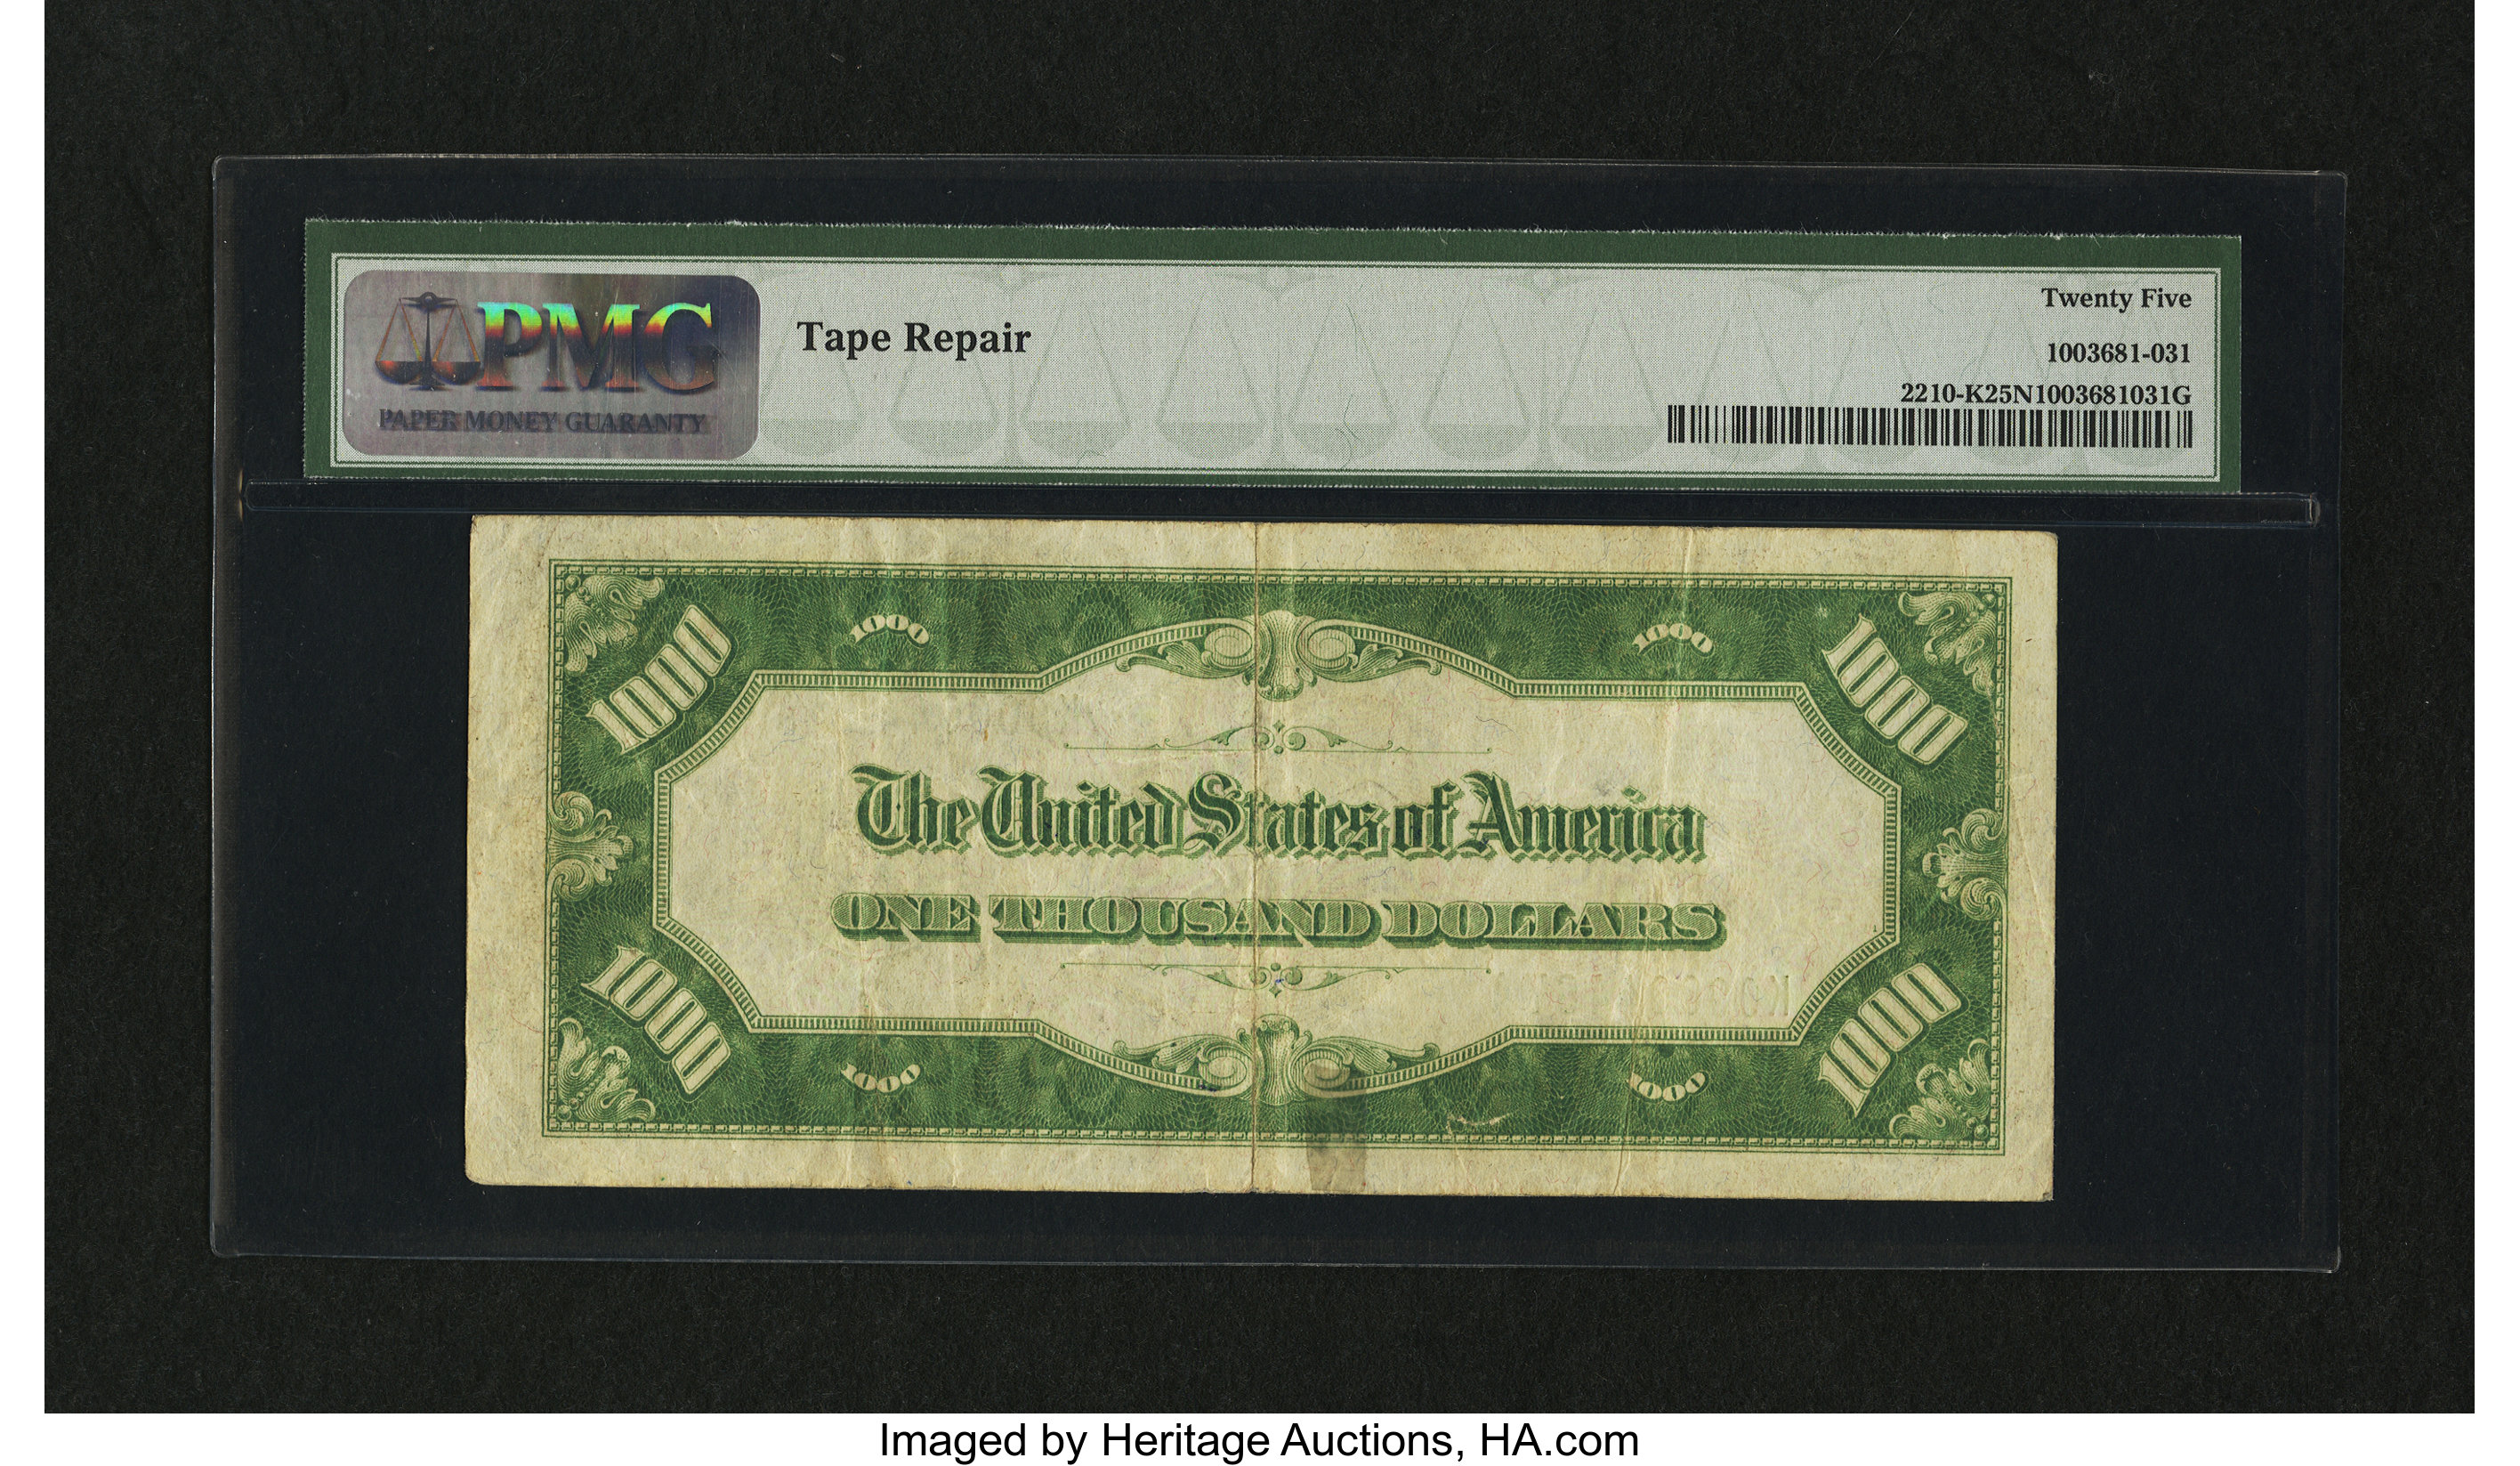 PMG
PAPER MONEY GUARANTY
Tape Repair
Twenty Five
1003681-031
2210-K25N1003681031G
1000 1000 1000 1000
The United States of America
ONE THOUSAND DOLLARS
1000 1000 1000 1000
Imaged by Heritage Auctions, HA.com